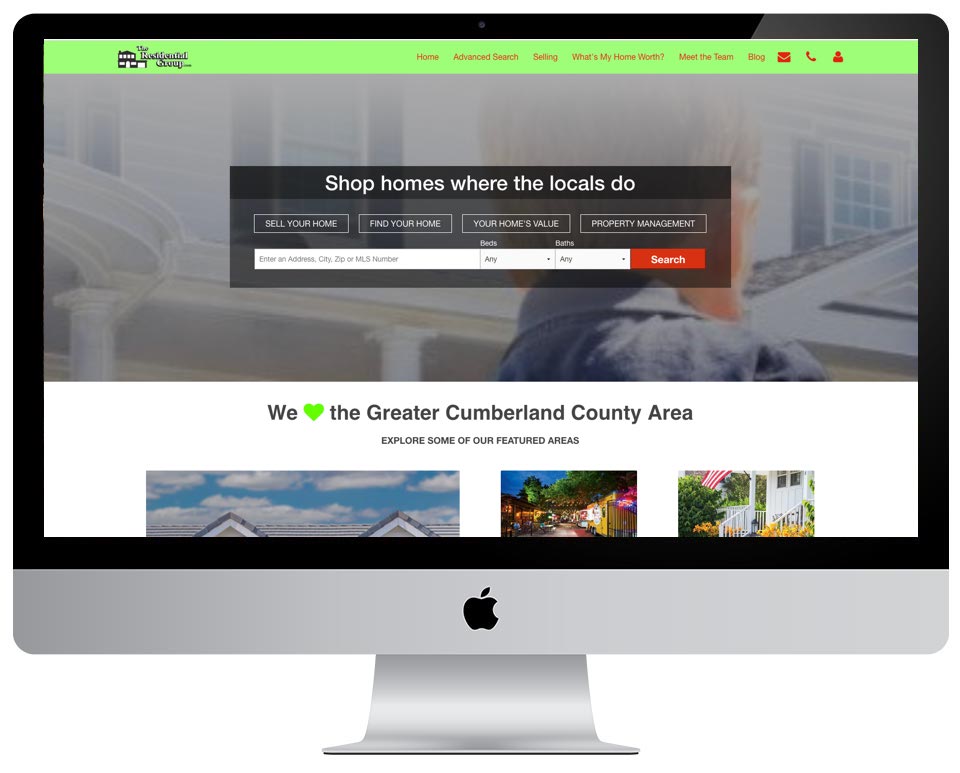 The
Residential
Group.com
Home Advanced Search Selling What's My Home Worth? Meet the Team Blog
Shop homes where the locals do
SELL YOUR HOME FIND YOUR HOME YOUR HOME'S VALUE PROPERTY MANAGEMENT
Beds Baths
Enter an Address, City, Zip or MLS Number Any Any Search
We the Greater Cumberland County Area
EXPLORE SOME OF OUR FEATURED AREAS